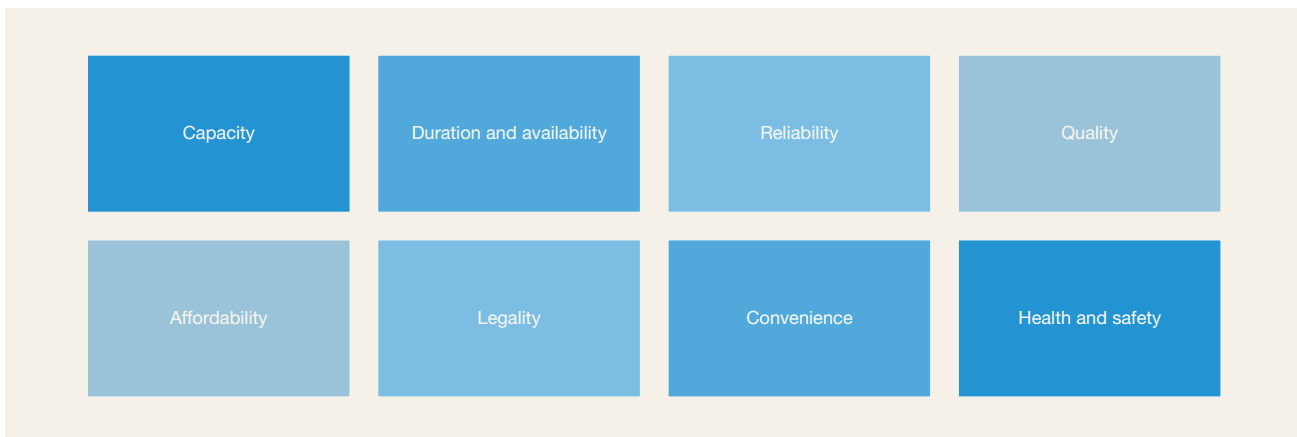 Capacity
Duration and availability
Reliability
Quality
Affordability
Legality
Convenience
Health and safety